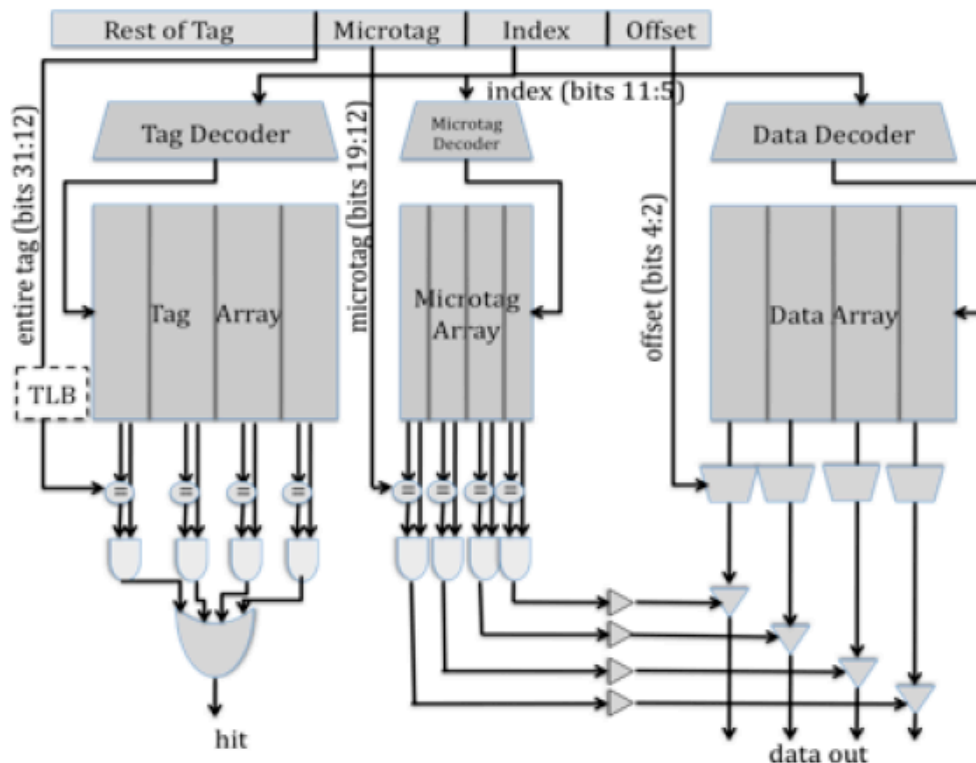 Rest of Tag Microtag Index Offset
index (bits 11:5)
Tag Decoder
Microtag
Decoder
Data Decoder
entire tag (bits 31:12)
microtag (bits 19:12)
offset (bits 4:2)
Tag Array
Microtag
Array
Data Array
TLB
=
=
=
=
=
=
=
=
hit
data out